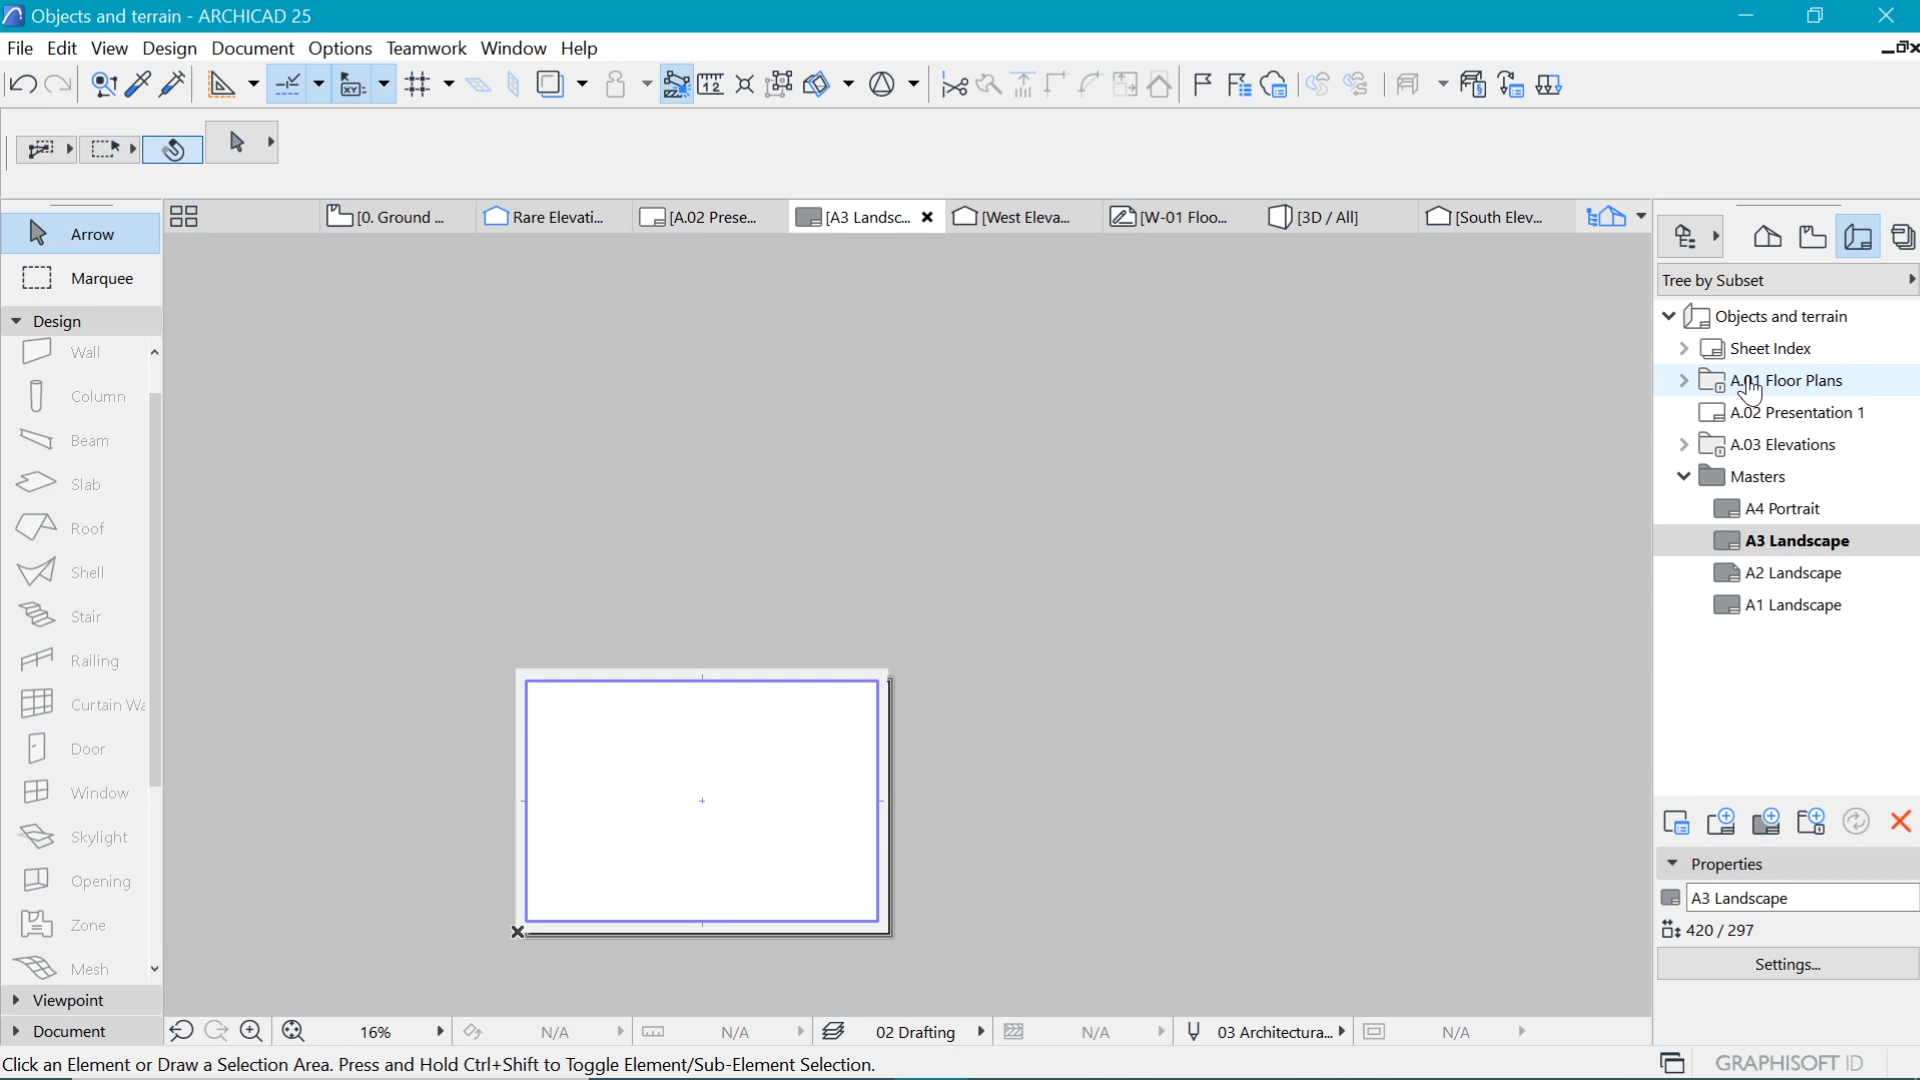 Objects and terrain - ARCHICAD 25
File Edit View Design Document Options Teamwork Window Help
[0. Ground ... Rare Elevati... [A.02 Prese... [A3 Landsc... [West Eleva... [W-01 Floo... [3D / All] [South Elev...
Arrow
Marquee
Design
Wall
Column
Beam
Slab
Roof
Shell
Stair
Railing
Curtain Wa
Door
Window
Skylight
Opening
Zone
Mesh
Viewpoint
Document
Tree by Subset
Objects and terrain
Sheet Index
A.01 Floor Plans
A.02 Presentation 1
A.03 Elevations
Masters
A4 Portrait
A3 Landscape
A2 Landscape
A1 Landscape
Properties
A3 Landscape
420 / 297
Settings...
16% N/A N/A 02 Drafting N/A 03 Architectura... N/A
Click an Element or Draw a Selection Area. Press and Hold Ctrl+Shift to Toggle Element/Sub-Element Selection.
GRAPHISOFT ID